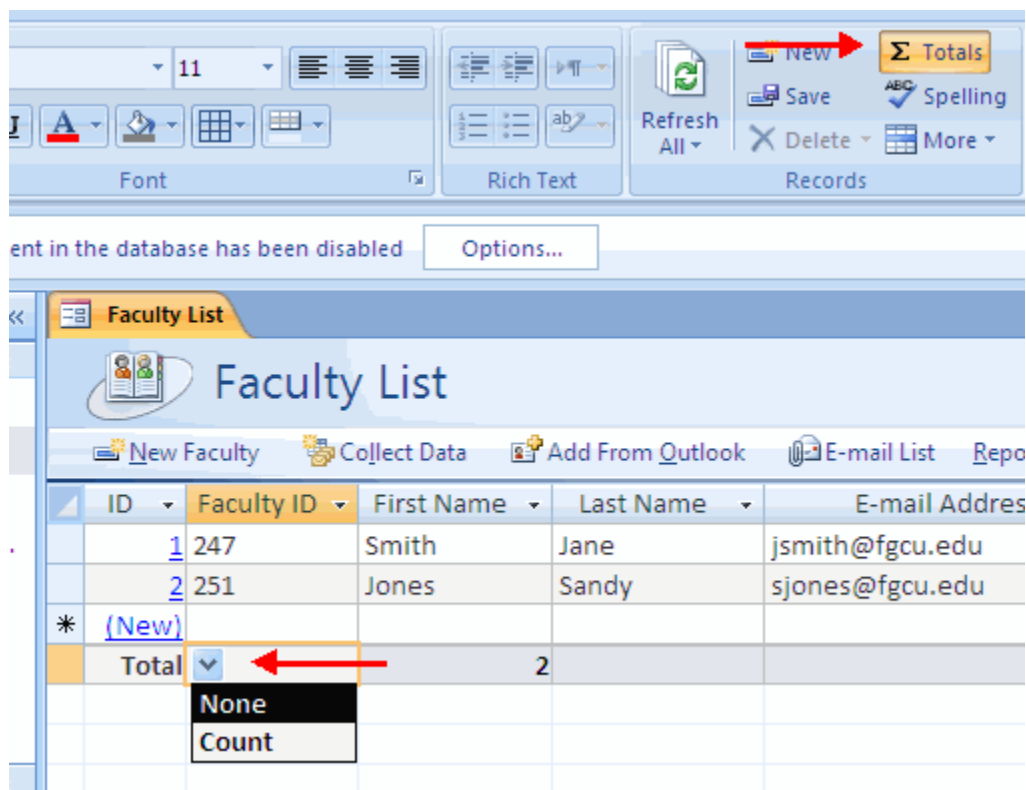 11
New
Σ Totals
Save
ABC Spelling
Refresh All
Delete
More
Font
Rich Text
Records
ent in the database has been disabled
Options...
Faculty List
Faculty List
New Faculty Collect Data Add From Outlook E-mail List Repo
ID Faculty ID First Name Last Name E-mail Addres
1 247 Smith Jane jsmith@fgcu.edu
2 251 Jones Sandy sjones@fgcu.edu
* (New)
Total 2
None
Count